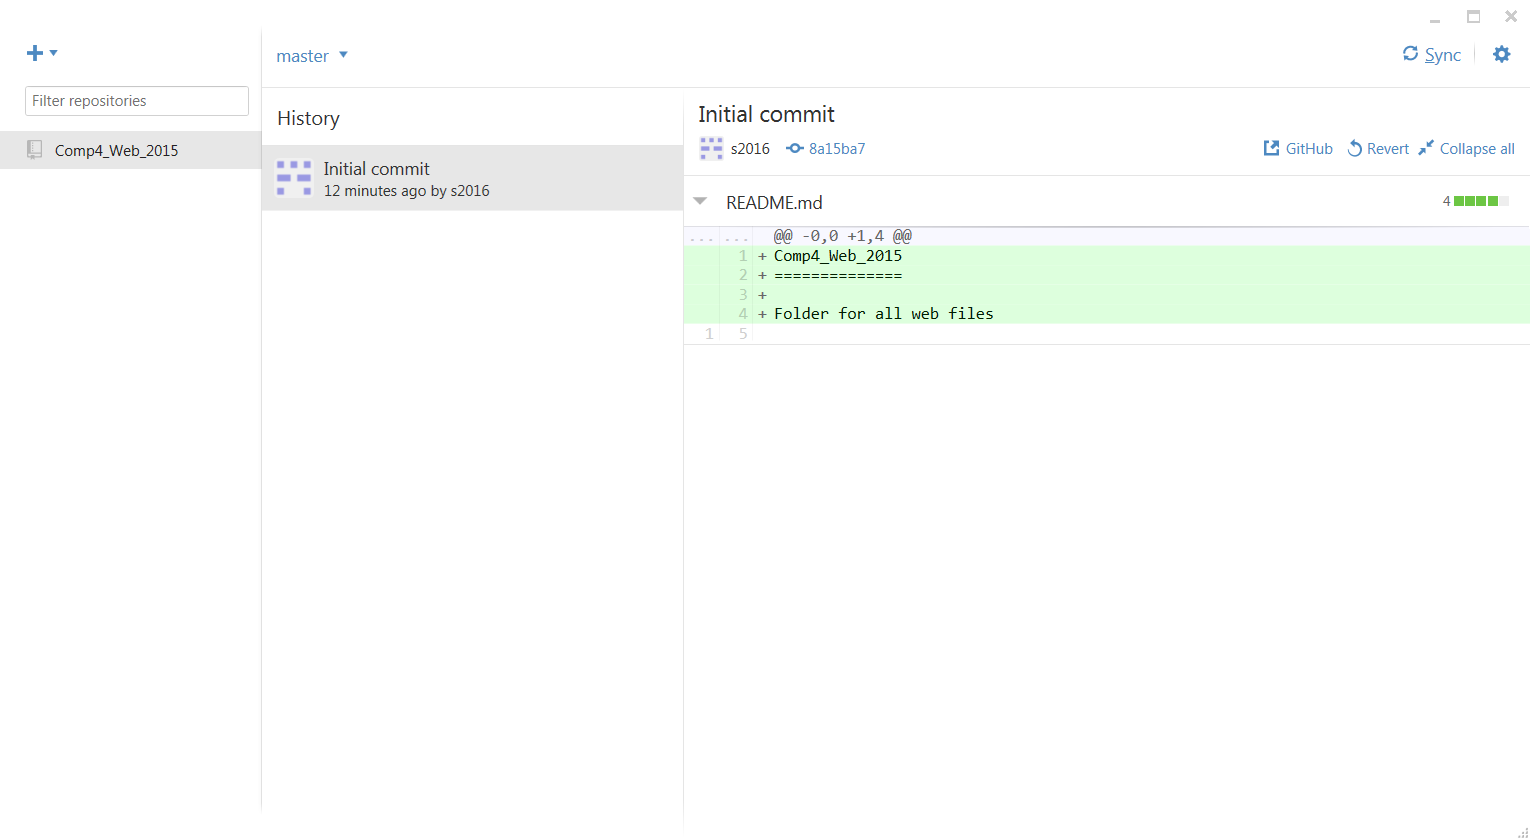 master
Sync
Filter repositories
Comp4_Web_2015
History
Initial commit
12 minutes ago by s2016
Initial commit
s2016 8a15ba7
GitHub Revert Collapse all
README.md 4
... ... @@ -0,0 +1,4 @@
1 + Comp4_Web_2015
2 + ==============
3 +
4 + Folder for all web files
1 5